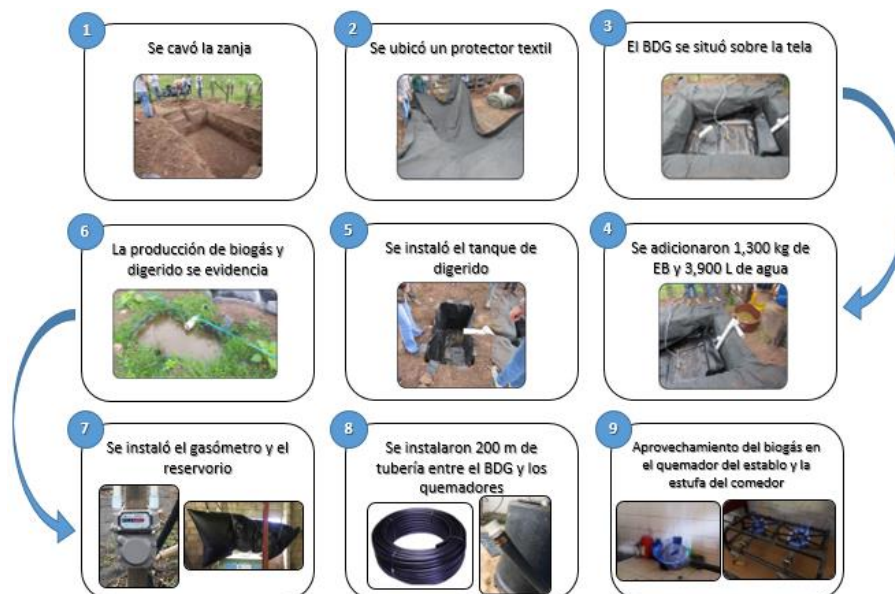 1
Se cavó la zanja
2
Se ubicó un protector textil
3
El BDG se situó sobre la tela
4
Se adicionaron 1,300 kg de
EB y 3,900 L de agua
5
Se instaló el tanque de
digerido
6
La producción de biogás y
digerido se evidencia
7
Se instaló el gasómetro y el
reservorio
8
Se instalaron 200 m de
tubería entre el BDG y los
quemadores
9
Aprovechamiento del biogás en
el quemador del establo y la
estufa del comedor